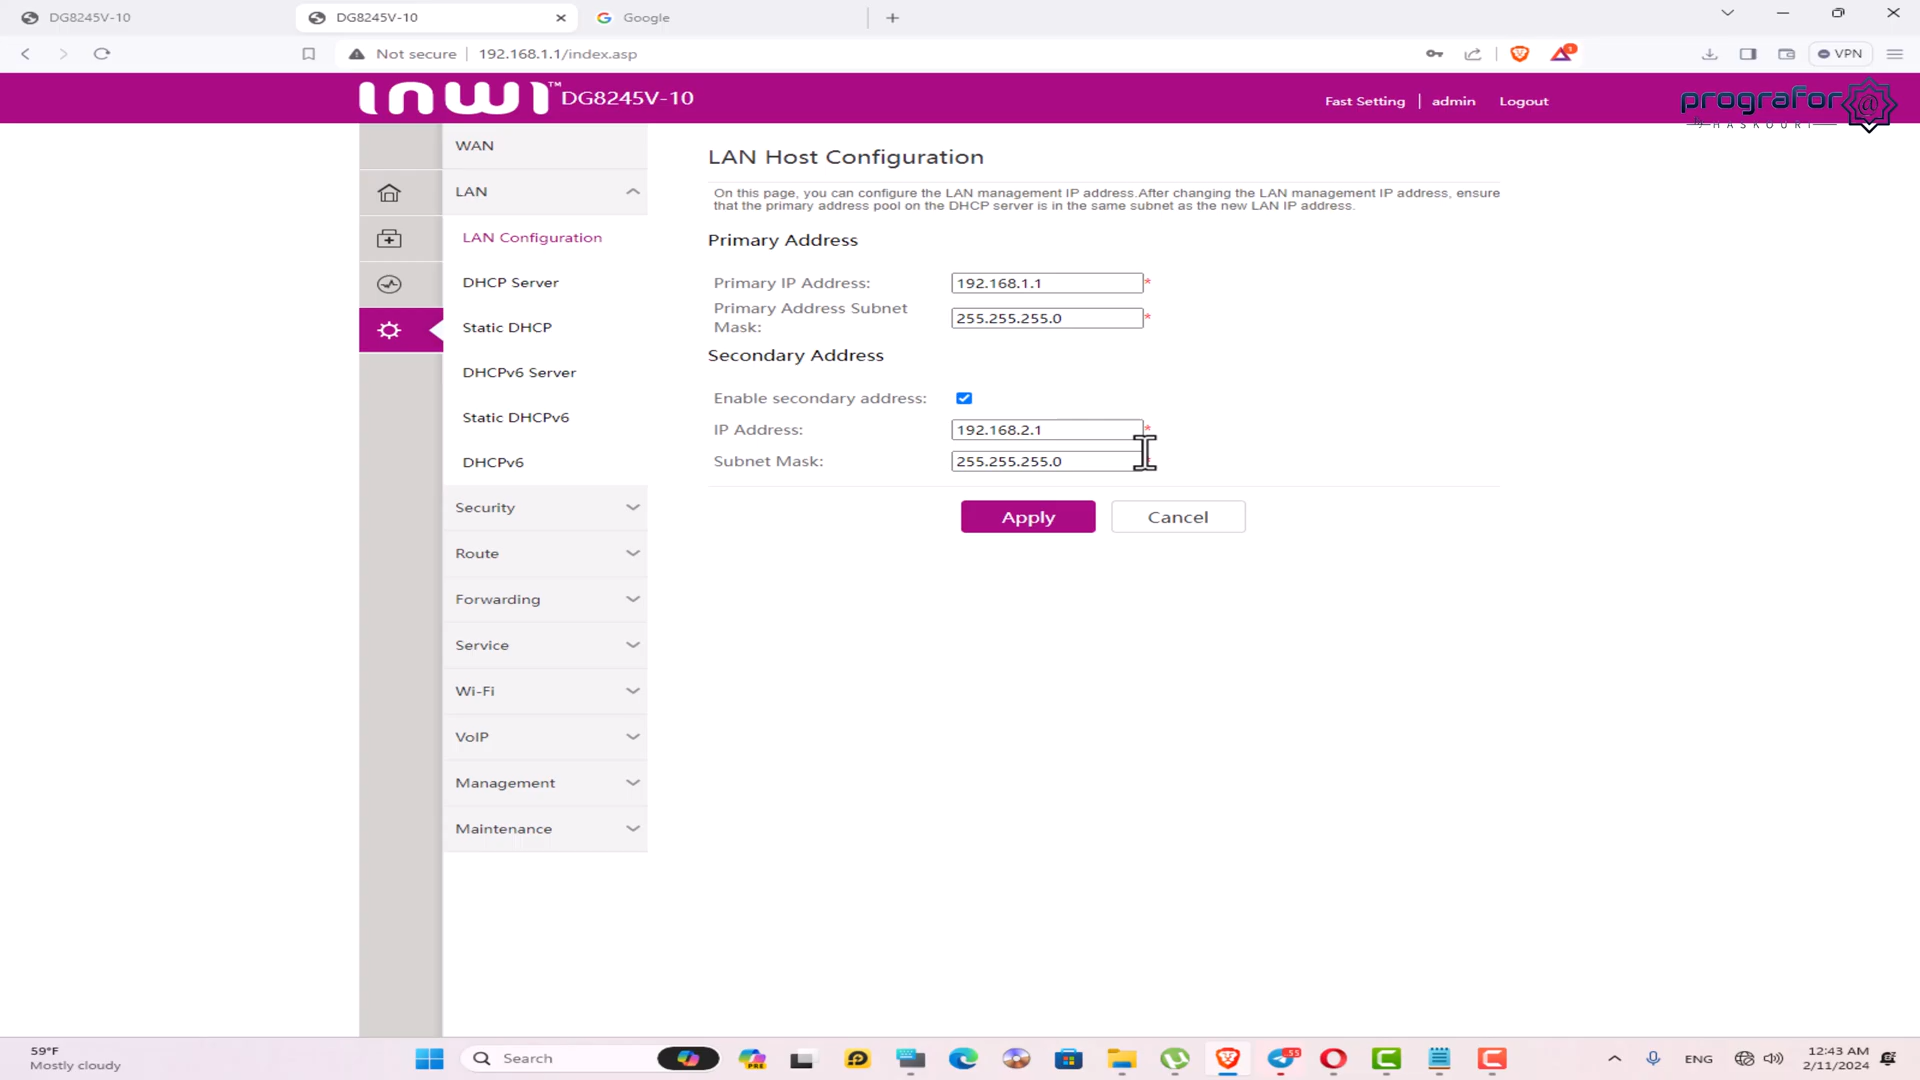 DG8245V-10
DG8245V-10
Google
Not secure
192.168.1.1/index.asp
1
VPN
inwi™
DG8245V-10
Fast Setting
admin
Logout
prografor@
By HASKOURI
WAN
LAN
LAN Configuration
DHCP Server
Static DHCP
DHCPv6 Server
Static DHCPv6
DHCPv6
Security
Route
Forwarding
Service
Wi-Fi
VoIP
Management
Maintenance
LAN Host Configuration
On this page, you can configure the LAN management IP address.After changing the LAN management IP address, ensure
that the primary address pool on the DHCP server is in the same subnet as the new LAN IP address.
Primary Address
Primary IP Address: 192.168.1.1 *
Primary Address Subnet
Mask: 255.255.255.0 *
Secondary Address
Enable secondary address:
IP Address: 192.168.2.1 *
Subnet Mask: 255.255.255.0
Apply
Cancel
59°F
Mostly cloudy
Search
PRE
55
ENG
12:43 AM
2/11/2024